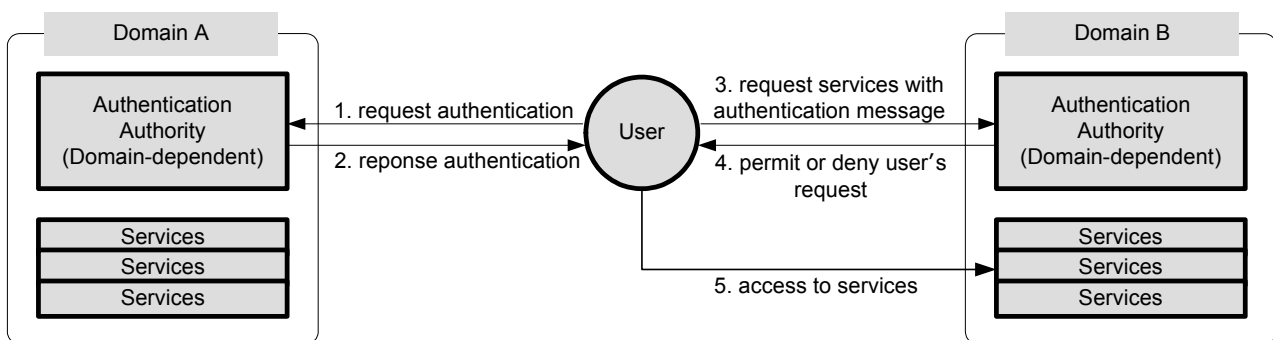 Domain A
Authentication
Authority
(Domain-dependent)
Services
Services
Services
1. request authentication
2. reponse authentication
User
3. request services with
authentication message
4. permit or deny user's
request
5. access to services
Domain B
Authentication
Authority
(Domain-dependent)
Services
Services
Services